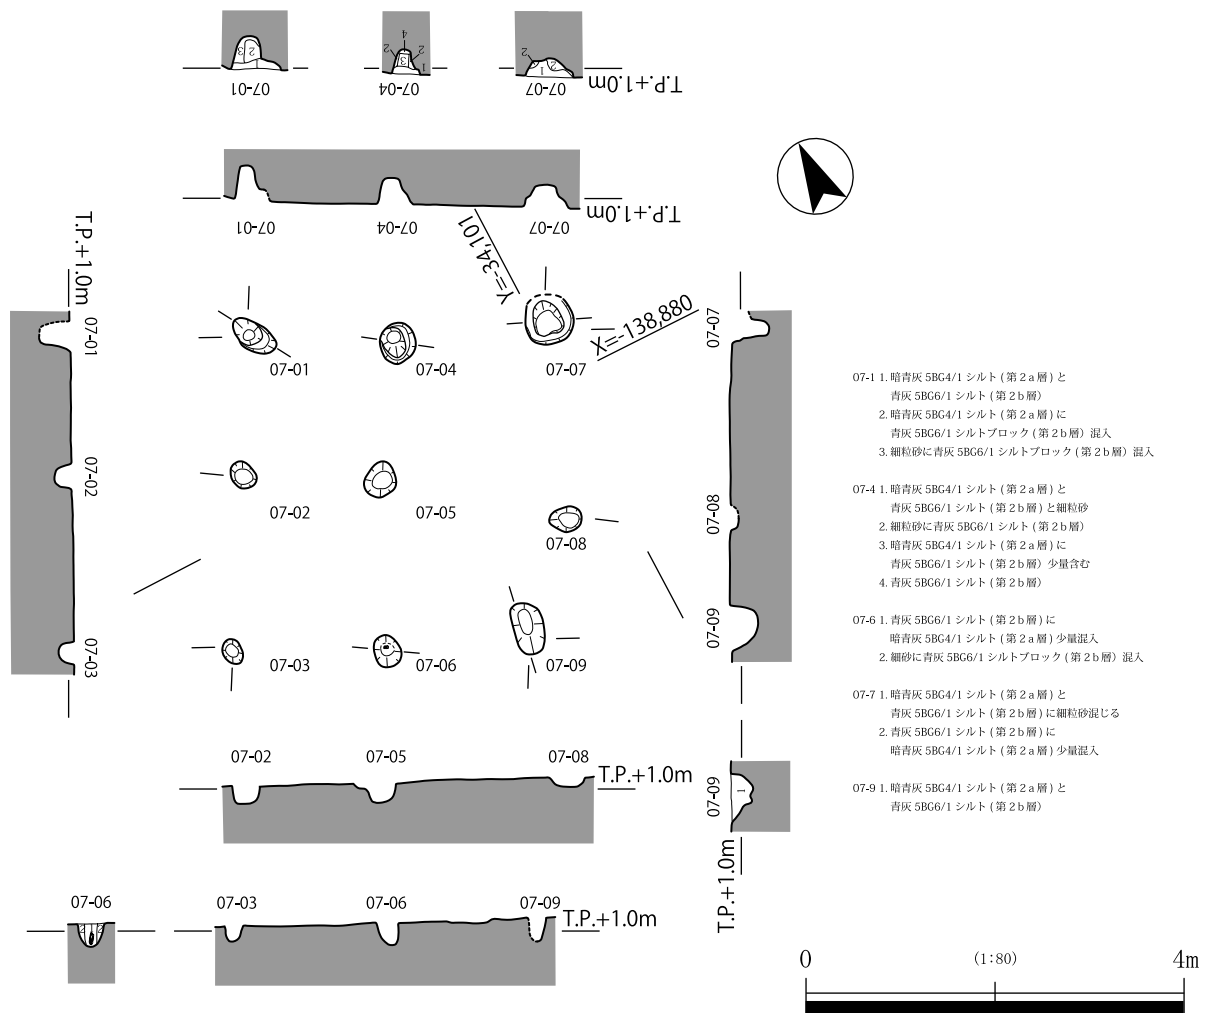 3
2
07-01
4
2
2
3
1
07-04
2
2
1
07-07
T.P.+1.0m
07-01
07-04
07-07
T.P.+1.0m
Y=-34,101
X=-138,880
T.P.+1.0m
07-01
07-02
07-03
07-01
07-04
07-07
07-02
07-05
07-08
07-03
07-06
07-09
07-07
07-08
07-09
07-02
07-05
07-08
T.P.+1.0m
07-09
1
T.P.+1.0m
07-06
2
1
2
07-03
07-06
07-09
T.P.+1.0m
07-1 1. 暗青灰 5BG4/1 シルト (第2a層) と
青灰 5BG6/1 シルト (第2b層)
2. 暗青灰 5BG4/1 シルト (第2a層) に
青灰 5BG6/1 シルトブロック (第2b層) 混入
3. 細粒砂に青灰 5BG6/1 シルトブロック (第2b層) 混入
07-4 1. 暗青灰 5BG4/1 シルト (第2a層) と
青灰 5BG6/1 シルト (第2b層) と細粒砂
2. 細粒砂に青灰 5BG6/1 シルト (第2b層)
3. 暗青灰 5BG4/1 シルト (第2a層) に
青灰 5BG6/1 シルト (第2b層) 少量含む
4. 青灰 5BG6/1 シルト (第2b層)
07-6 1. 青灰 5BG6/1 シルト (第2b層) に
暗青灰 5BG4/1 シルト (第2a層) 少量混入
2. 細砂に青灰 5BG6/1 シルトブロック (第2b層) 混入
07-7 1. 暗青灰 5BG4/1 シルト (第2a層) と
青灰 5BG6/1 シルト (第2b層) に細粒砂混じる
2. 青灰 5BG6/1 シルト (第2b層) に
暗青灰 5BG4/1 シルト (第2a層) 少量混入
07-9 1. 暗青灰 5BG4/1 シルト (第2a層) と
青灰 5BG6/1 シルト (第2b層)
0 (1:80) 4m